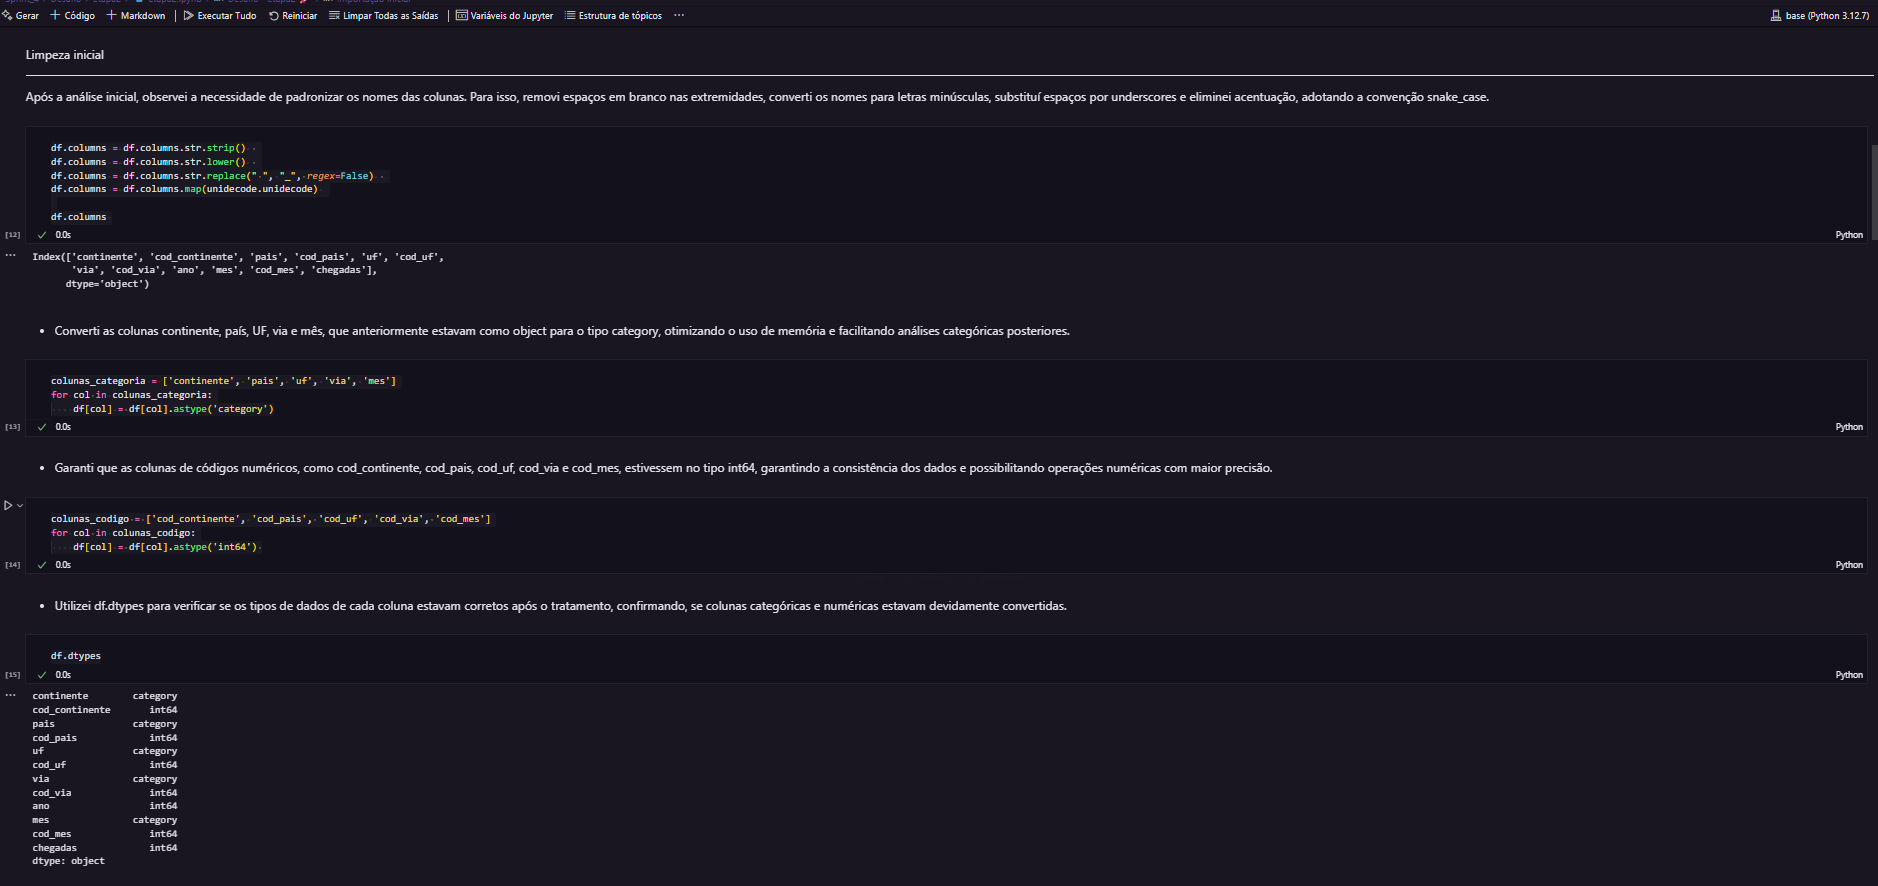 Gerar + Código + Markdown | Executar Tudo Reiniciar Limpar Todas as Saídas | Variáveis do Jupyter Estrutura de tópicos ... base (Python 3.12.7)
Limpeza inicial
Após a análise inicial, observei a necessidade de padronizar os nomes das colunas. Para isso, removi espaços em branco nas extremidades, converti os nomes para letras minúsculas, substituí espaços por underscores e eliminei acentuação, adotando a convenção snake_case.
df.columns = df.columns.str.strip()
df.columns = df.columns.str.lower()
df.columns = df.columns.str.replace(" ", "_", regex=False)
df.columns = df.columns.map(unidecode.unidecode)
df.columns
[12] 0.0s Python
Index(['continente', 'cod_continente', 'pais', 'cod_pais', 'uf', 'cod_uf',
'via', 'cod_via', 'ano', 'mes', 'cod_mes', 'chegadas'],
dtype='object')
• Converti as colunas continente, país, UF, via e mês, que anteriormente estavam como object para o tipo category, otimizando o uso de memória e facilitando análises categóricas posteriores.
colunas_categoria = ['continente', 'pais', 'uf', 'via', 'mes']
for col in colunas_categoria:
df[col] = df[col].astype('category')
[13] 0.0s Python
• Garanti que as colunas de códigos numéricos, como cod_continente, cod_pais, cod_uf, cod_via e cod_mes, estivessem no tipo int64, garantindo a consistência dos dados e possibilitando operações numéricas com maior precisão.
colunas_codigo = ['cod_continente', 'cod_pais', 'cod_uf', 'cod_via', 'cod_mes']
for col in colunas_codigo:
df[col] = df[col].astype('int64')
[14] 0.0s Python
• Utilizei df.dtypes para verificar se os tipos de dados de cada coluna estavam corretos após o tratamento, confirmando, se colunas categóricas e numéricas estavam devidamente convertidas.
df.dtypes
[15] 0.0s Python
continente category
cod_continente int64
pais category
cod_pais int64
uf category
cod_uf int64
via category
cod_via int64
ano int64
mes category
cod_mes int64
chegadas int64
dtype: object